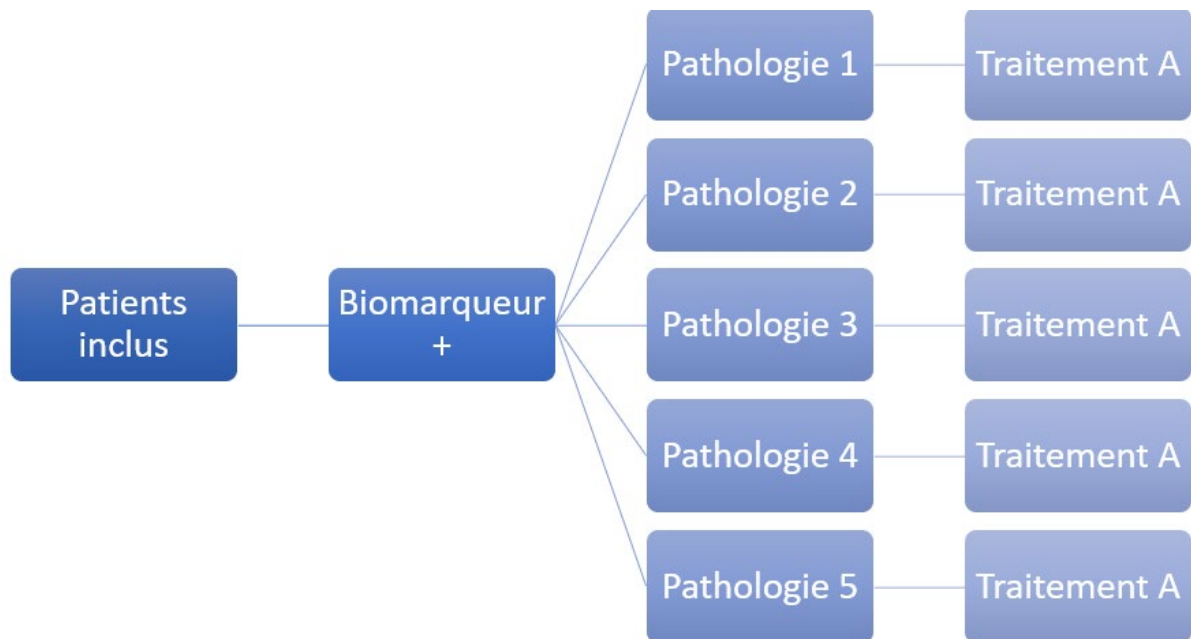 Pathologie 1
Traitement A
Pathologie 2
Traitement A
Patients
inclus
Biomarqueur
+
Pathologie 3
Traitement A
Pathologie 4
Traitement A
Pathologie 5
Traitement A